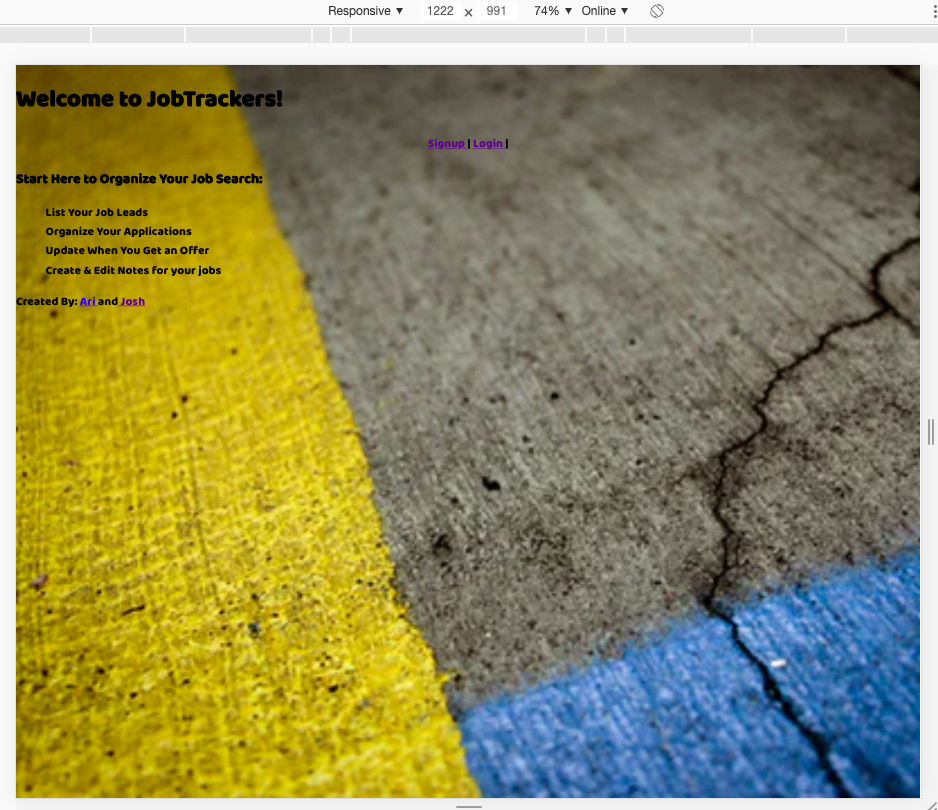 Responsive ▼ 1222 × 991 74% ▼ Online ▼
Welcome to JobTrackers!
Signup | Login |
Start Here to Organize Your Job Search:
List Your Job Leads
Organize Your Applications
Update When You Get an Offer
Create & Edit Notes for your jobs
Created By: Ari and Josh